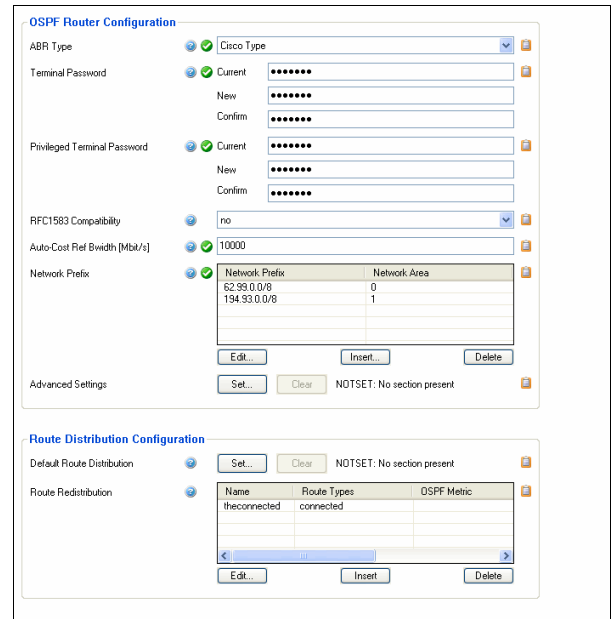 OSPF Router Configuration
ABR Type Cisco Type
Terminal Password Current •••••••
New •••••••
Confirm •••••••
Privileged Terminal Password Current •••••••
New •••••••
Confirm •••••••
RFC1583 Compatibility no
Auto-Cost Ref Bwidth [Mbit/s] 10000
Network Prefix Network Prefix Network Area
62.99.0.0/8 0
194.93.0.0/8 1
Edit... Insert... Delete
Advanced Settings Set... Clear NOTSET: No section present
Route Distribution Configuration
Default Route Distribution Set... Clear NOTSET: No section present
Route Redistribution Name Route Types OSPF Metric
theconnected connected
Edit... Insert Delete